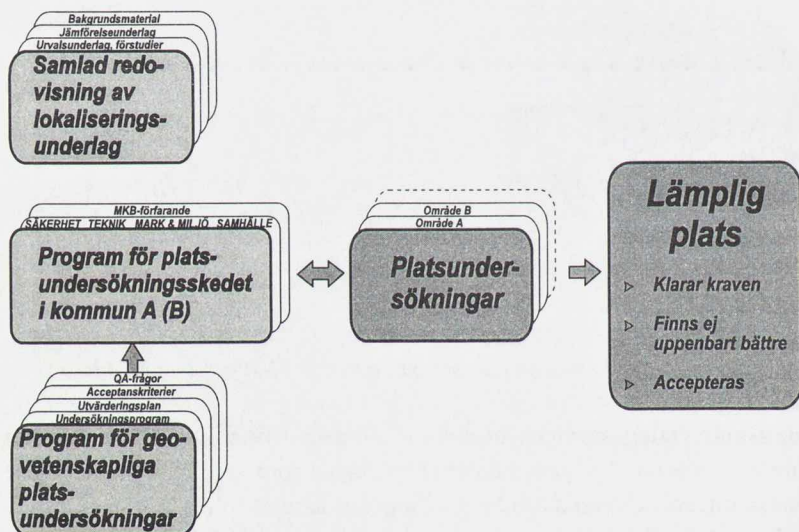 Bakgrundsmaterial
Jämförelseunderlag
Urvalsunderlag, förstudier
Samlad redo-
visning av
lokaliserings-
underlag
MKB-förfarande
SÄKERHET TEKNIK MARK & MILJÖ SAMHÄLLE
Program för plats-
undersökningsskedet
i kommun A (B)
Område B
Område A
Platsunder-
sökningar
Lämplig
plats
▷ Klarar kraven
▷ Finns ej
uppenbart bättre
▷ Accepteras
QA-frågor
Acceptanskriterier
Utvärderingsplan
Undersökningsprogram
Program för geo-
vetenskapliga
plats-
undersökningar